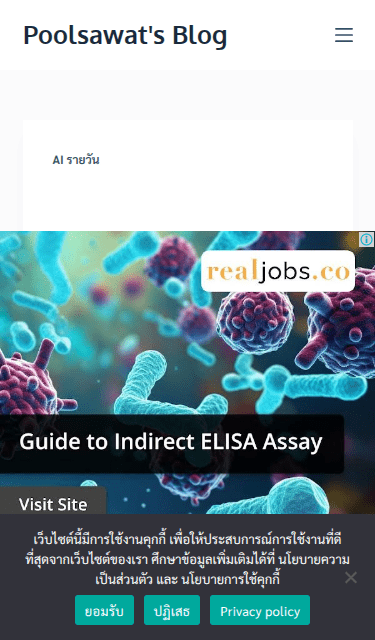 Poolsawat's Blog
AI รายวัน
realjobs.co
Guide to Indirect ELISA Assay
Visit Site
เว็บไซต์นี้มีการใช้งานคุกกี้ เพื่อให้ประสบการณ์การใช้งานที่ดี
ที่สุดจากเว็บไซต์ของเรา ศึกษาข้อมูลเพิ่มเติมได้ที่ นโยบายความ
เป็นส่วนตัว และ นโยบายการใช้คุกกี้
ยอมรับ ปฏิเสธ Privacy policy